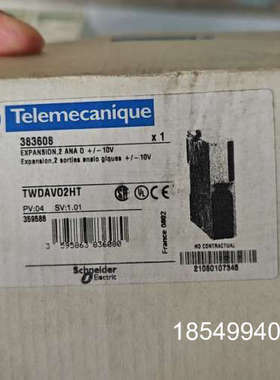 Telemecanique
383608 x 1
EXPANSION,2 ANA O +/-10V
Expansion,2 sorties analogiques +/-10V
TWDAVO2HT
PV:04 SV:1.01
359588
3 595863 836080
France 0802
NO CONTRACTUAL
Schneider
Electric
21080107348
18549940